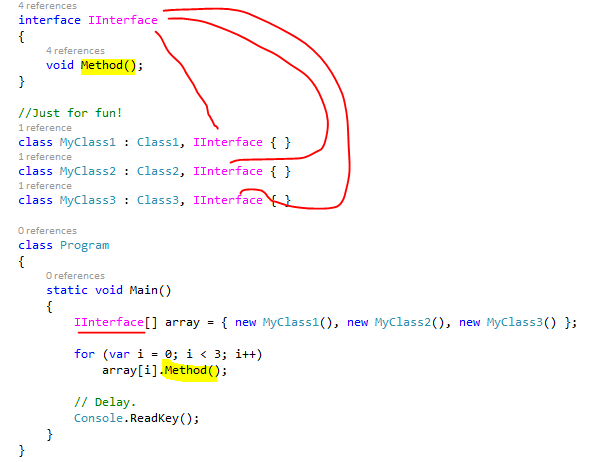 4 references
interface IInterface
{
4 references
void Method();
}
//Just for fun!
1 reference
class MyClass1 : Class1, IInterface { }
1 reference
class MyClass2 : Class2, IInterface { }
1 reference
class MyClass3 : Class3, IInterface { }
0 references
class Program
{
0 references
static void Main()
{
IInterface[] array = { new MyClass1(), new MyClass2(), new MyClass3() };
for (var i = 0; i < 3; i++)
array[i].Method();
// Delay.
Console.ReadKey();
}
}